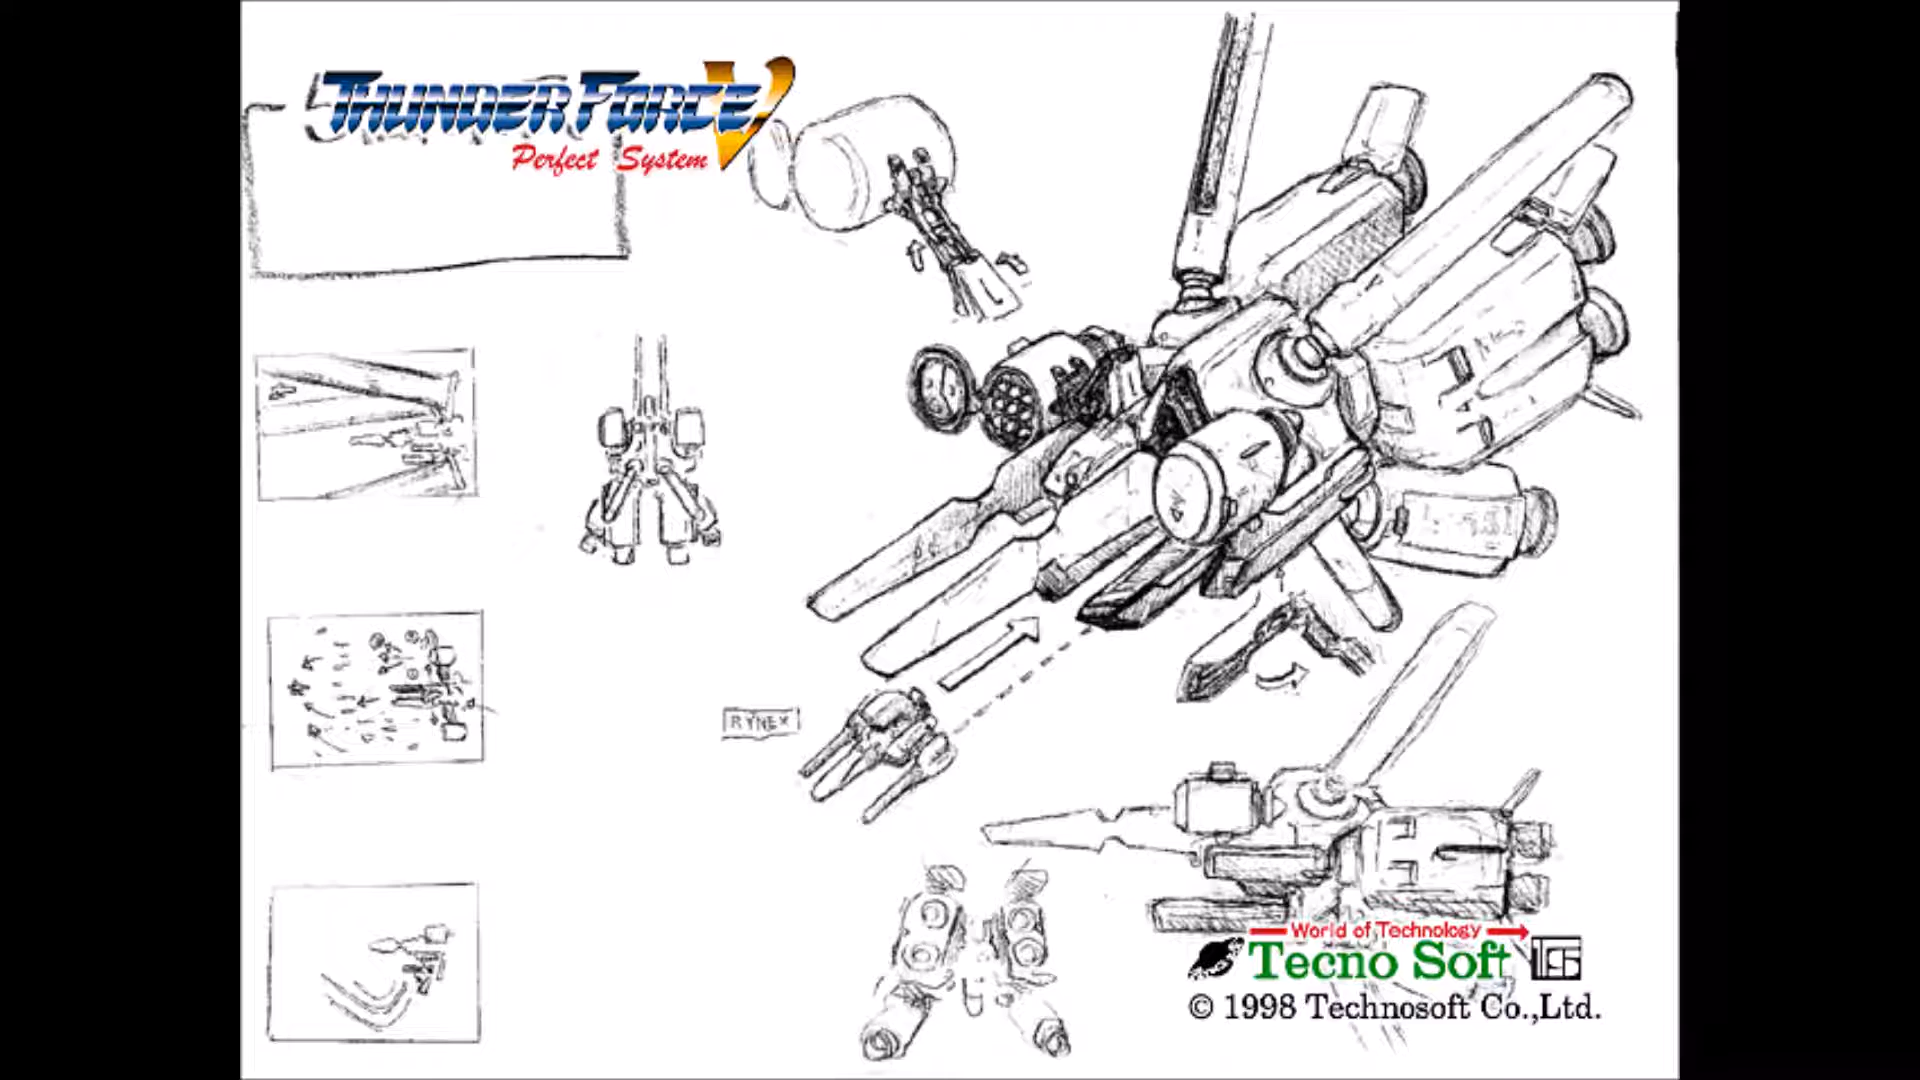 THUNDER FORCE V
Perfect System
RYNEX
World of Technology
Tecno Soft
© 1998 Technosoft Co.,Ltd.